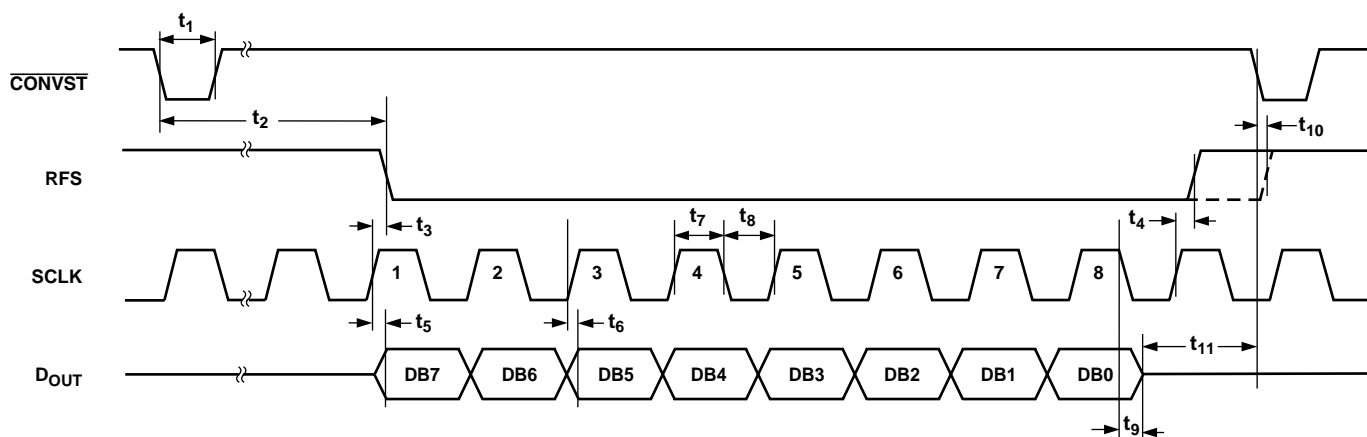 t1
CONVST
t2
t10
RFS
t3
t7
t8
t4
SCLK
1 2 3 4 5 6 7 8
t5
t6
t11
DOUT
DB7 DB6 DB5 DB4 DB3 DB2 DB1 DB0
t9